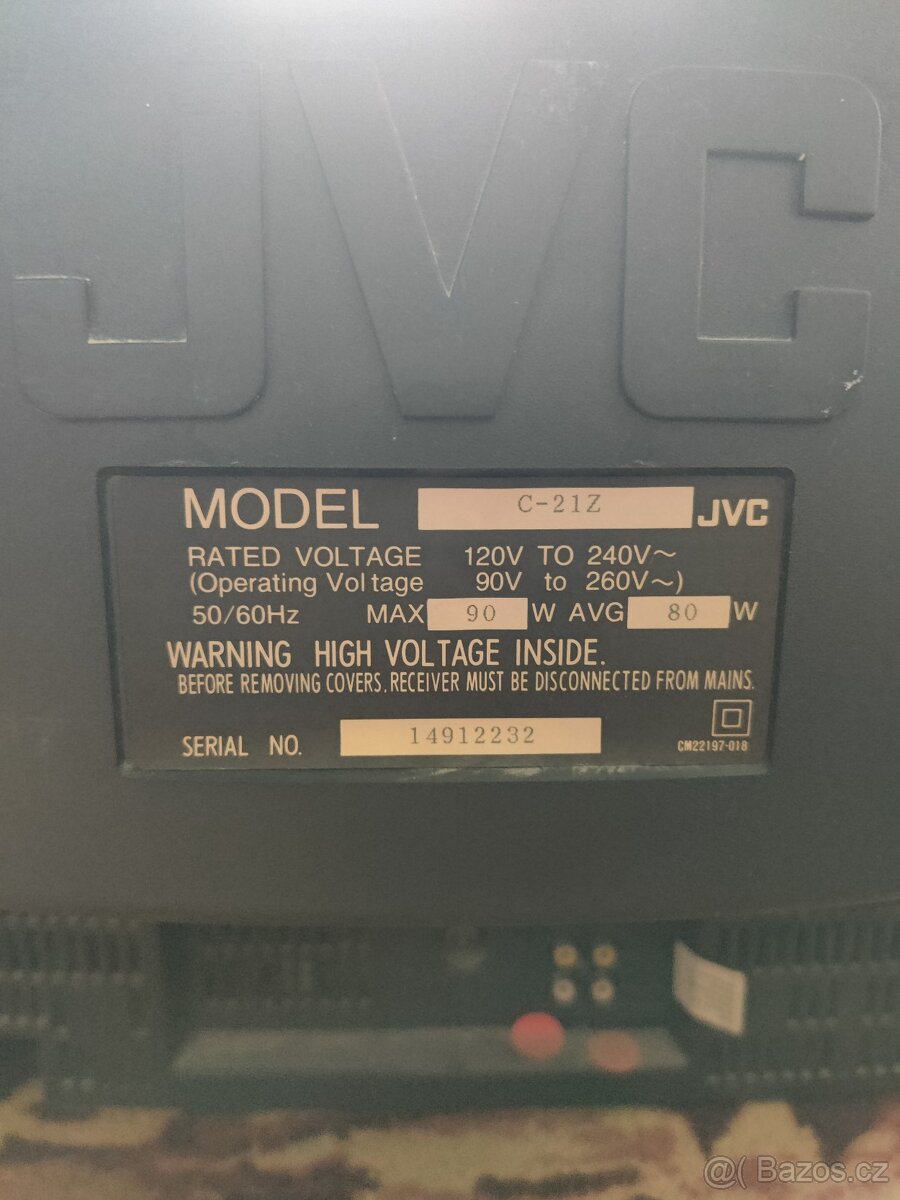 JVC
MODEL C-21Z JVC
RATED VOLTAGE 120V TO 240V~
(Operating Voltage 90V to 260V~)
50/60Hz MAX 90 W AVG 80 W
WARNING HIGH VOLTAGE INSIDE.
BEFORE REMOVING COVERS, RECEIVER MUST BE DISCONNECTED FROM MAINS.
SERIAL NO. 14912232
CM22197-018
@( Bazos.cz